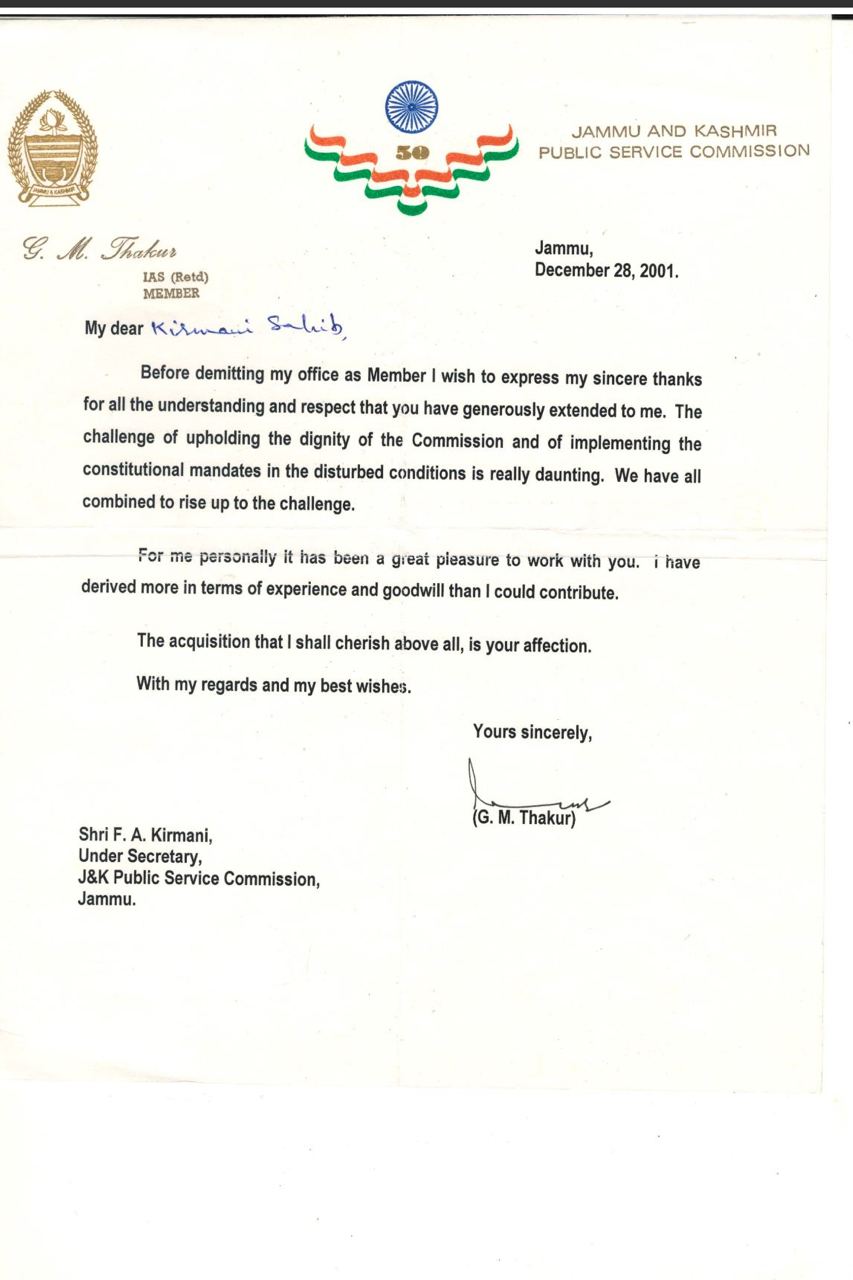 JAMMU AND KASHMIR
PUBLIC SERVICE COMMISSION
50
JAMMU & KASHMIR
G. M. Thakur
IAS (Retd)
MEMBER
Jammu,
December 28, 2001.
My dear Kirmani Sahib,
Before demitting my office as Member I wish to express my sincere thanks
for all the understanding and respect that you have generously extended to me. The
challenge of upholding the dignity of the Commission and of implementing the
constitutional mandates in the disturbed conditions is really daunting. We have all
combined to rise up to the challenge.
For me personally it has been a great pleasure to work with you. i have
derived more in terms of experience and goodwill than I could contribute.
The acquisition that I shall cherish above all, is your affection.
With my regards and my best wishes.
Yours sincerely,
(G. M. Thakur)
Shri F. A. Kirmani,
Under Secretary,
J&K Public Service Commission,
Jammu.